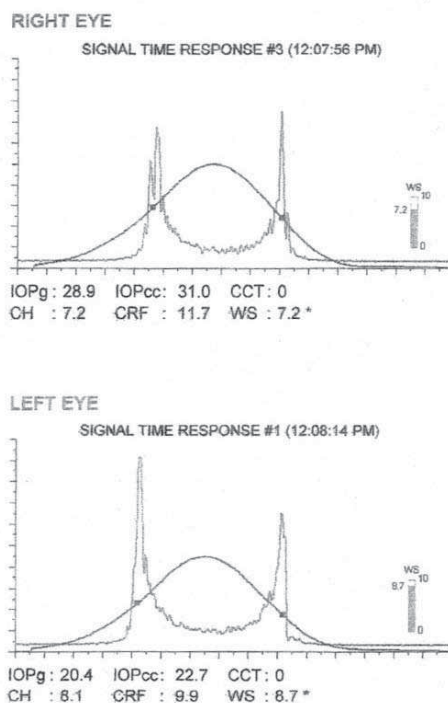 RIGHT EYE
SIGNAL TIME RESPONSE #3 (12:07:56 PM)
WS
10
7.2
0
IOPg : 28.9 IOPcc: 31.0 CCT: 0
CH : 7.2 CRF : 11.7 WS : 7.2 *
LEFT EYE
SIGNAL TIME RESPONSE #1 (12:08:14 PM)
WS
10
8.7
0
IOPg : 20.4 IOPcc: 22.7 CCT: 0
CH : 8.1 CRF : 9.9 WS : 8.7 *